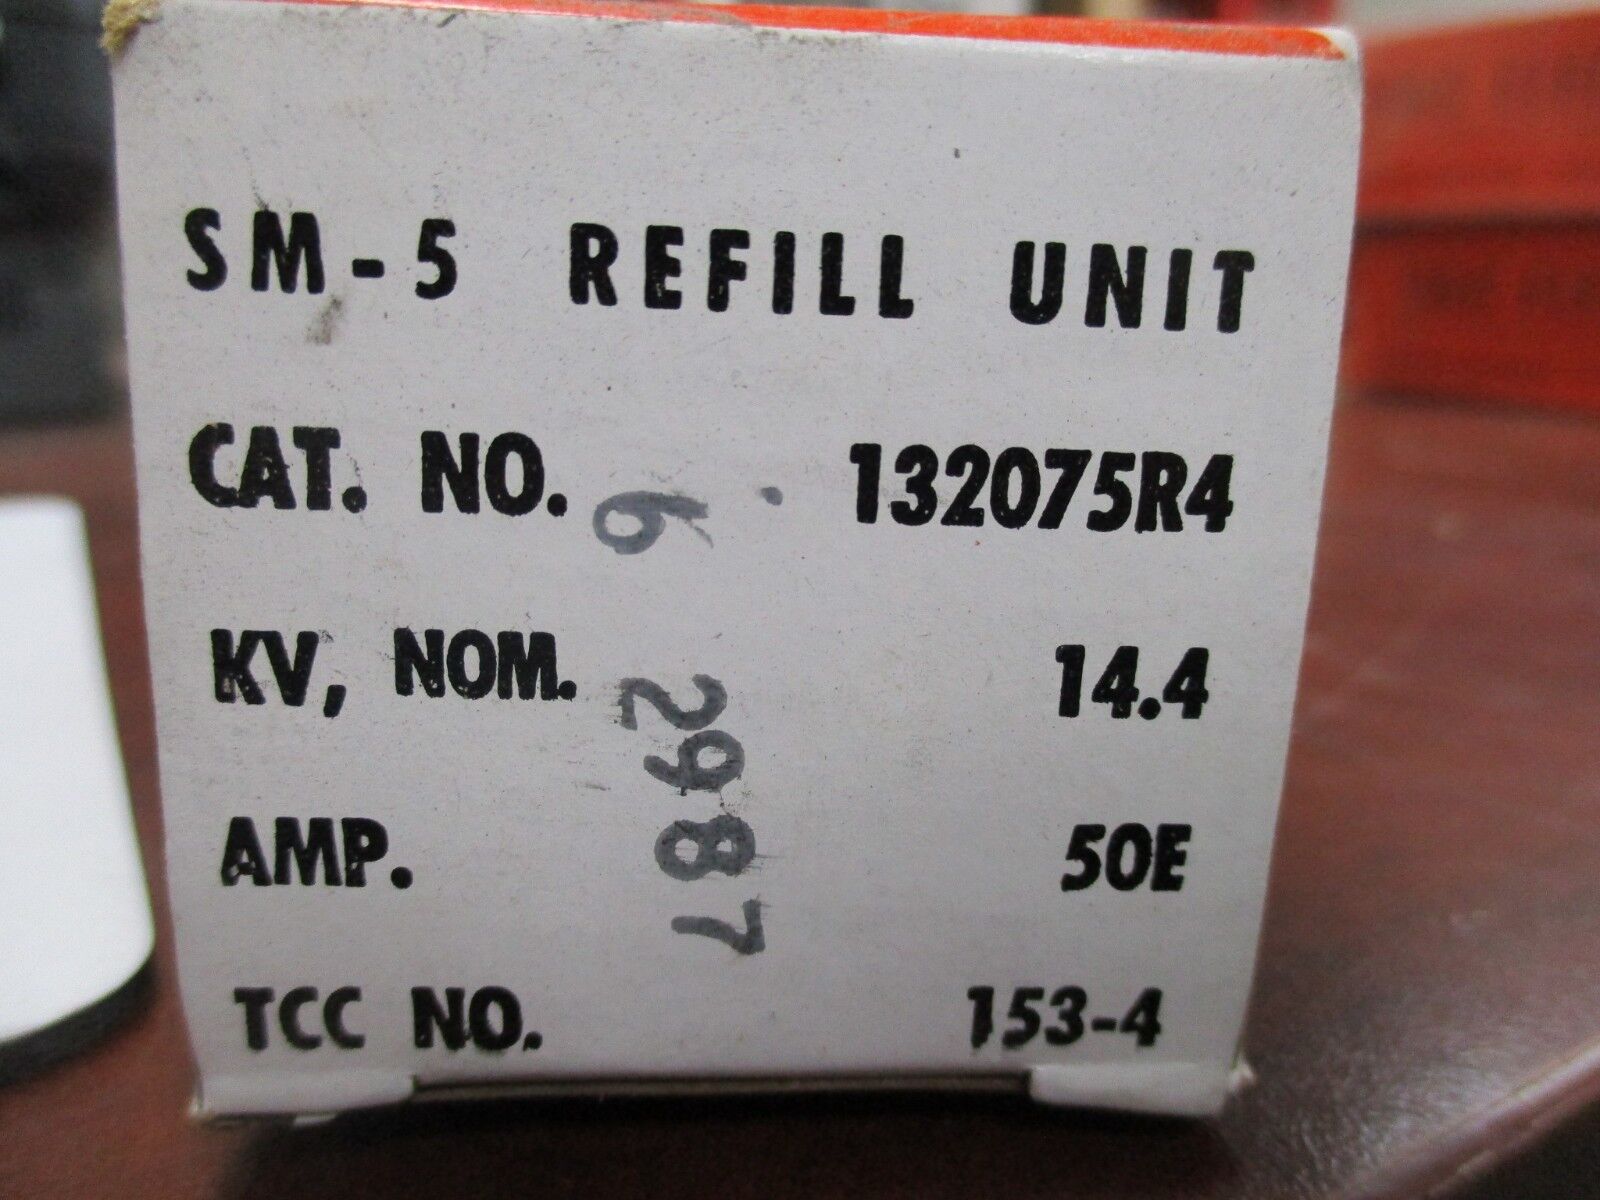 SM-5 REFILL UNIT
CAT. NO. 132075R4
KV, NOM. 14.4
AMP. 50E
TCC NO. 153-4
6 2987